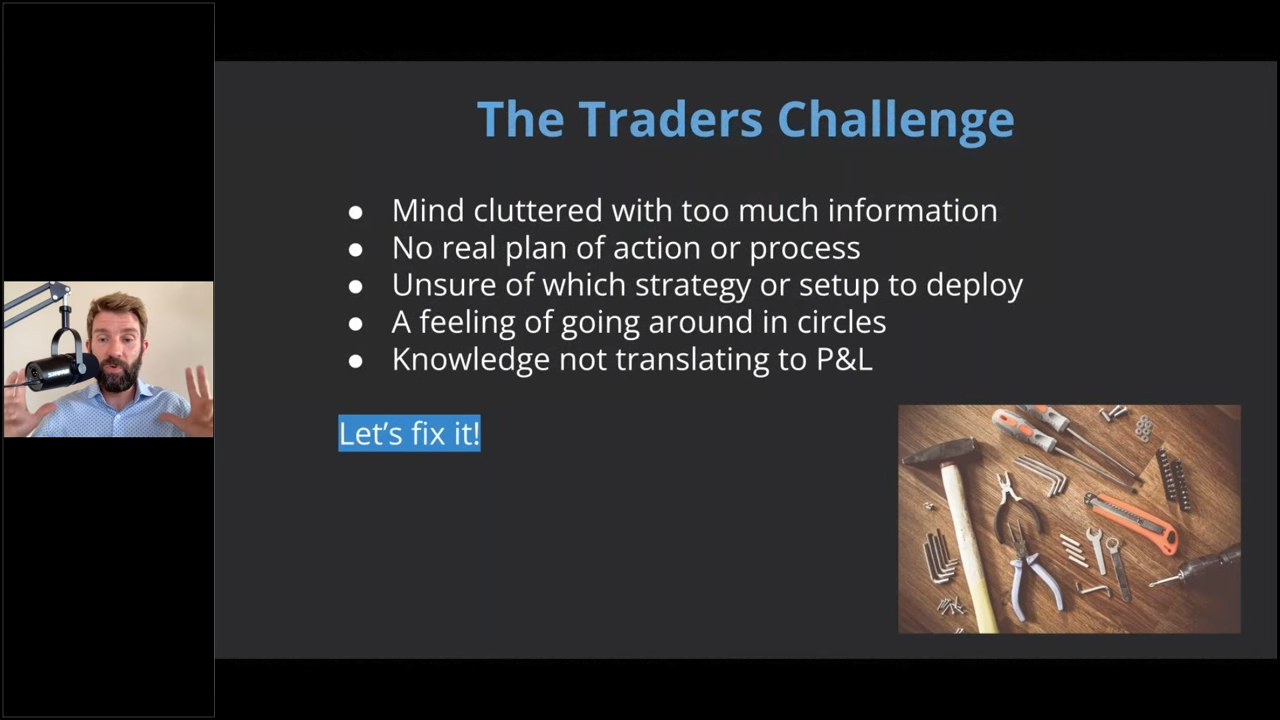 The Traders Challenge
● Mind cluttered with too much information
● No real plan of action or process
● Unsure of which strategy or setup to deploy
● A feeling of going around in circles
● Knowledge not translating to P&L
Let’s fix it!
SHURE